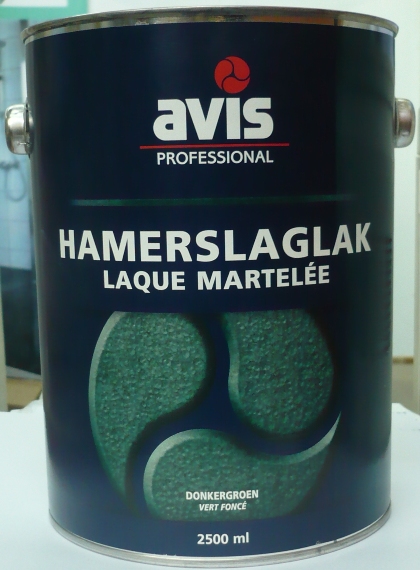 avis
PROFESSIONAL
HAMERSLAGLAK
LAQUE MARTELÉE
DONKERGROEN
VERT FONCÉ
2500 ml